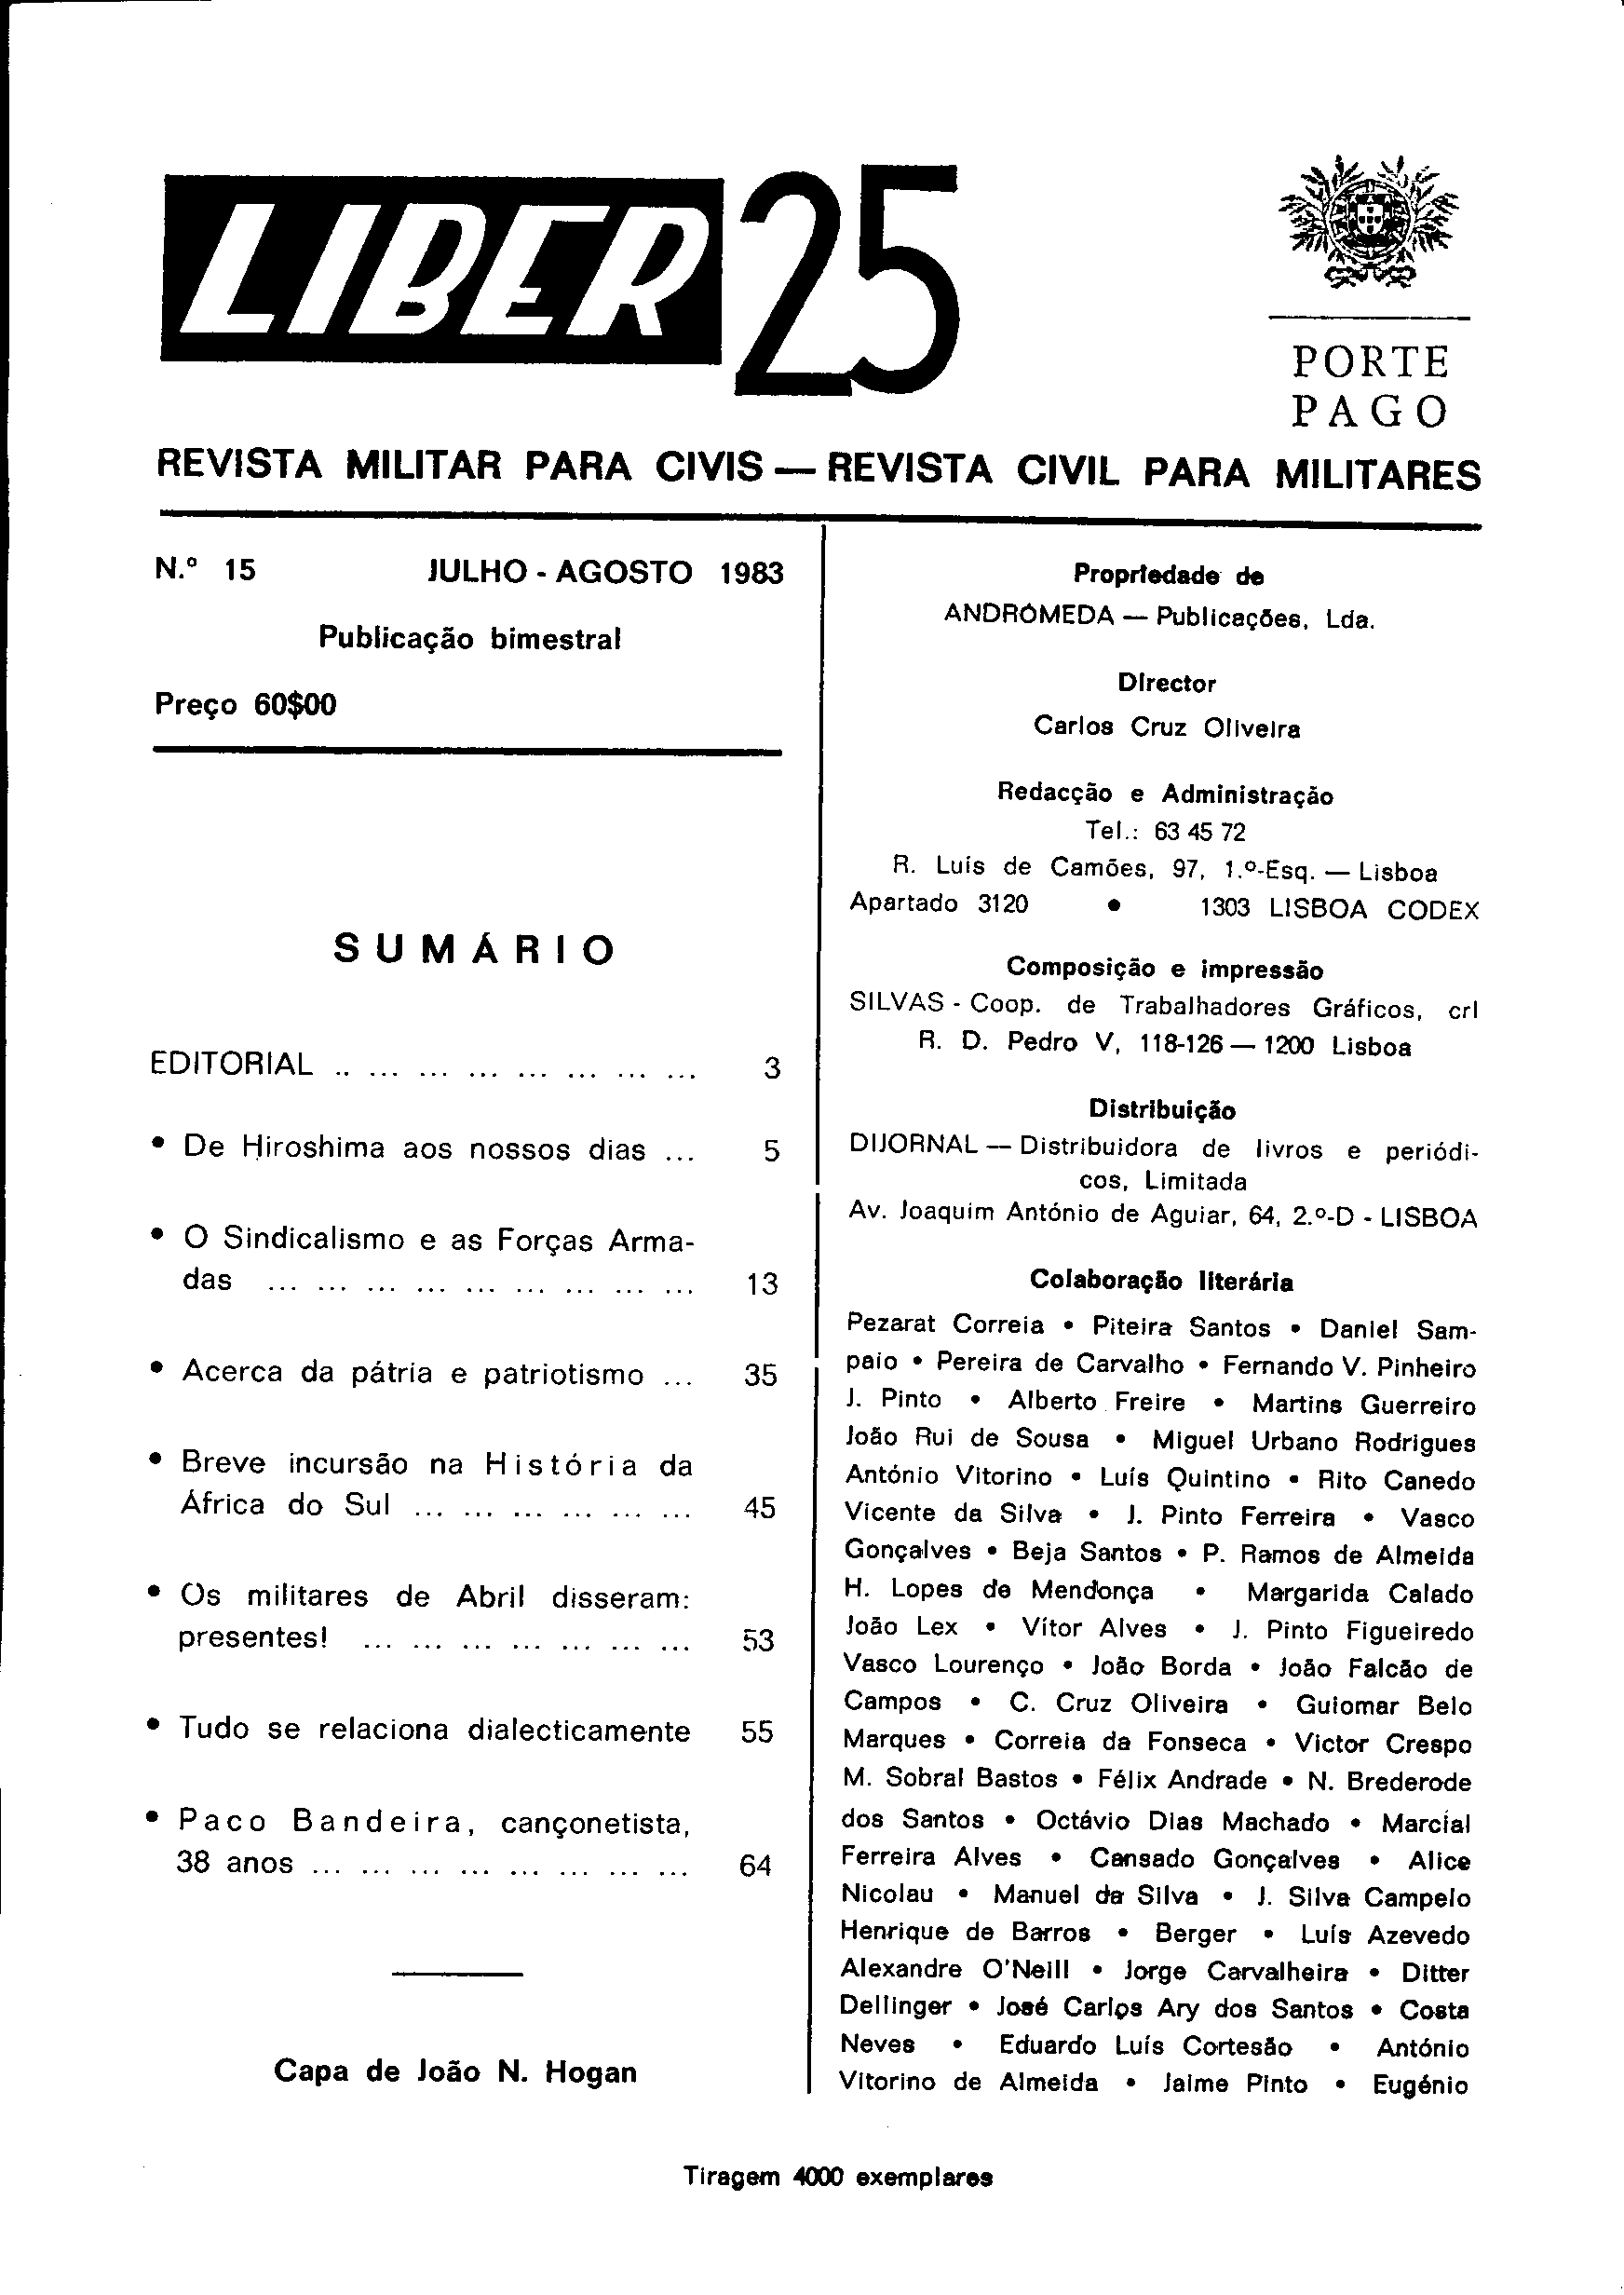 LIBER 25
PORTE
PAGO
REVISTA MILITAR PARA CIVIS — REVISTA CIVIL PARA MILITARES
N.º 15 JULHO - AGOSTO 1983
Publicação bimestral
Preço 60$00
SUMÁRIO
EDITORIAL .. ... ... ... ... ... ... ... 3
• De Hiroshima aos nossos dias ... 5
• O Sindicalismo e as Forças Arma-
das ... ... ... ... ... ... ... ... ... 13
• Acerca da pátria e patriotismo ... 35
• Breve incursão na História da
África do Sul ... ... ... ... ... ... 45
• Os militares de Abril disseram:
presentes! ... ... ... ... ... ... ... 53
• Tudo se relaciona dialecticamente 55
• Paco Bandeira, cançonetista,
38 anos ... ... ... ... ... ... ... ... 64
Capa de João N. Hogan
Propriedade de
ANDRÓMEDA — Publicações, Lda.
Director
Carlos Cruz Oliveira
Redacção e Administração
Tel.: 63 45 72
R. Luís de Camões, 97, 1.º-Esq. — Lisboa
Apartado 3120 • 1303 LISBOA CODEX
Composição e impressão
SILVAS - Coop. de Trabalhadores Gráficos, crl
R. D. Pedro V, 118-126 — 1200 Lisboa
Distribuição
DIJORNAL — Distribuidora de livros e periódi-
cos, Limitada
Av. Joaquim António de Aguiar, 64, 2.º-D - LISBOA
Colaboração literária
Pezarat Correia • Piteira Santos • Daniel Sam-
paio • Pereira de Carvalho • Fernando V. Pinheiro
J. Pinto • Alberto Freire • Martins Guerreiro
João Rui de Sousa • Miguel Urbano Rodrigues
António Vitorino • Luís Quintino • Rito Canedo
Vicente da Silva • J. Pinto Ferreira • Vasco
Gonçalves • Beja Santos • P. Ramos de Almeida
H. Lopes de Mendonça • Margarida Calado
João Lex • Vítor Alves • J. Pinto Figueiredo
Vasco Lourenço • João Borda • João Falcão de
Campos • C. Cruz Oliveira • Guiomar Belo
Marques • Correia da Fonseca • Victor Crespo
M. Sobral Bastos • Félix Andrade • N. Brederode
dos Santos • Octávio Dias Machado • Marcial
Ferreira Alves • Cansado Gonçalves • Alice
Nicolau • Manuel da Silva • J. Silva Campelo
Henrique de Barros • Berger • Luís Azevedo
Alexandre O'Neill • Jorge Carvalheira • Ditter
Dellinger • José Carlos Ary dos Santos • Costa
Neves • Eduardo Luís Cortesão • António
Vitorino de Almeida • Jaime Pinto • Eugénio
Tiragem 4000 exemplares